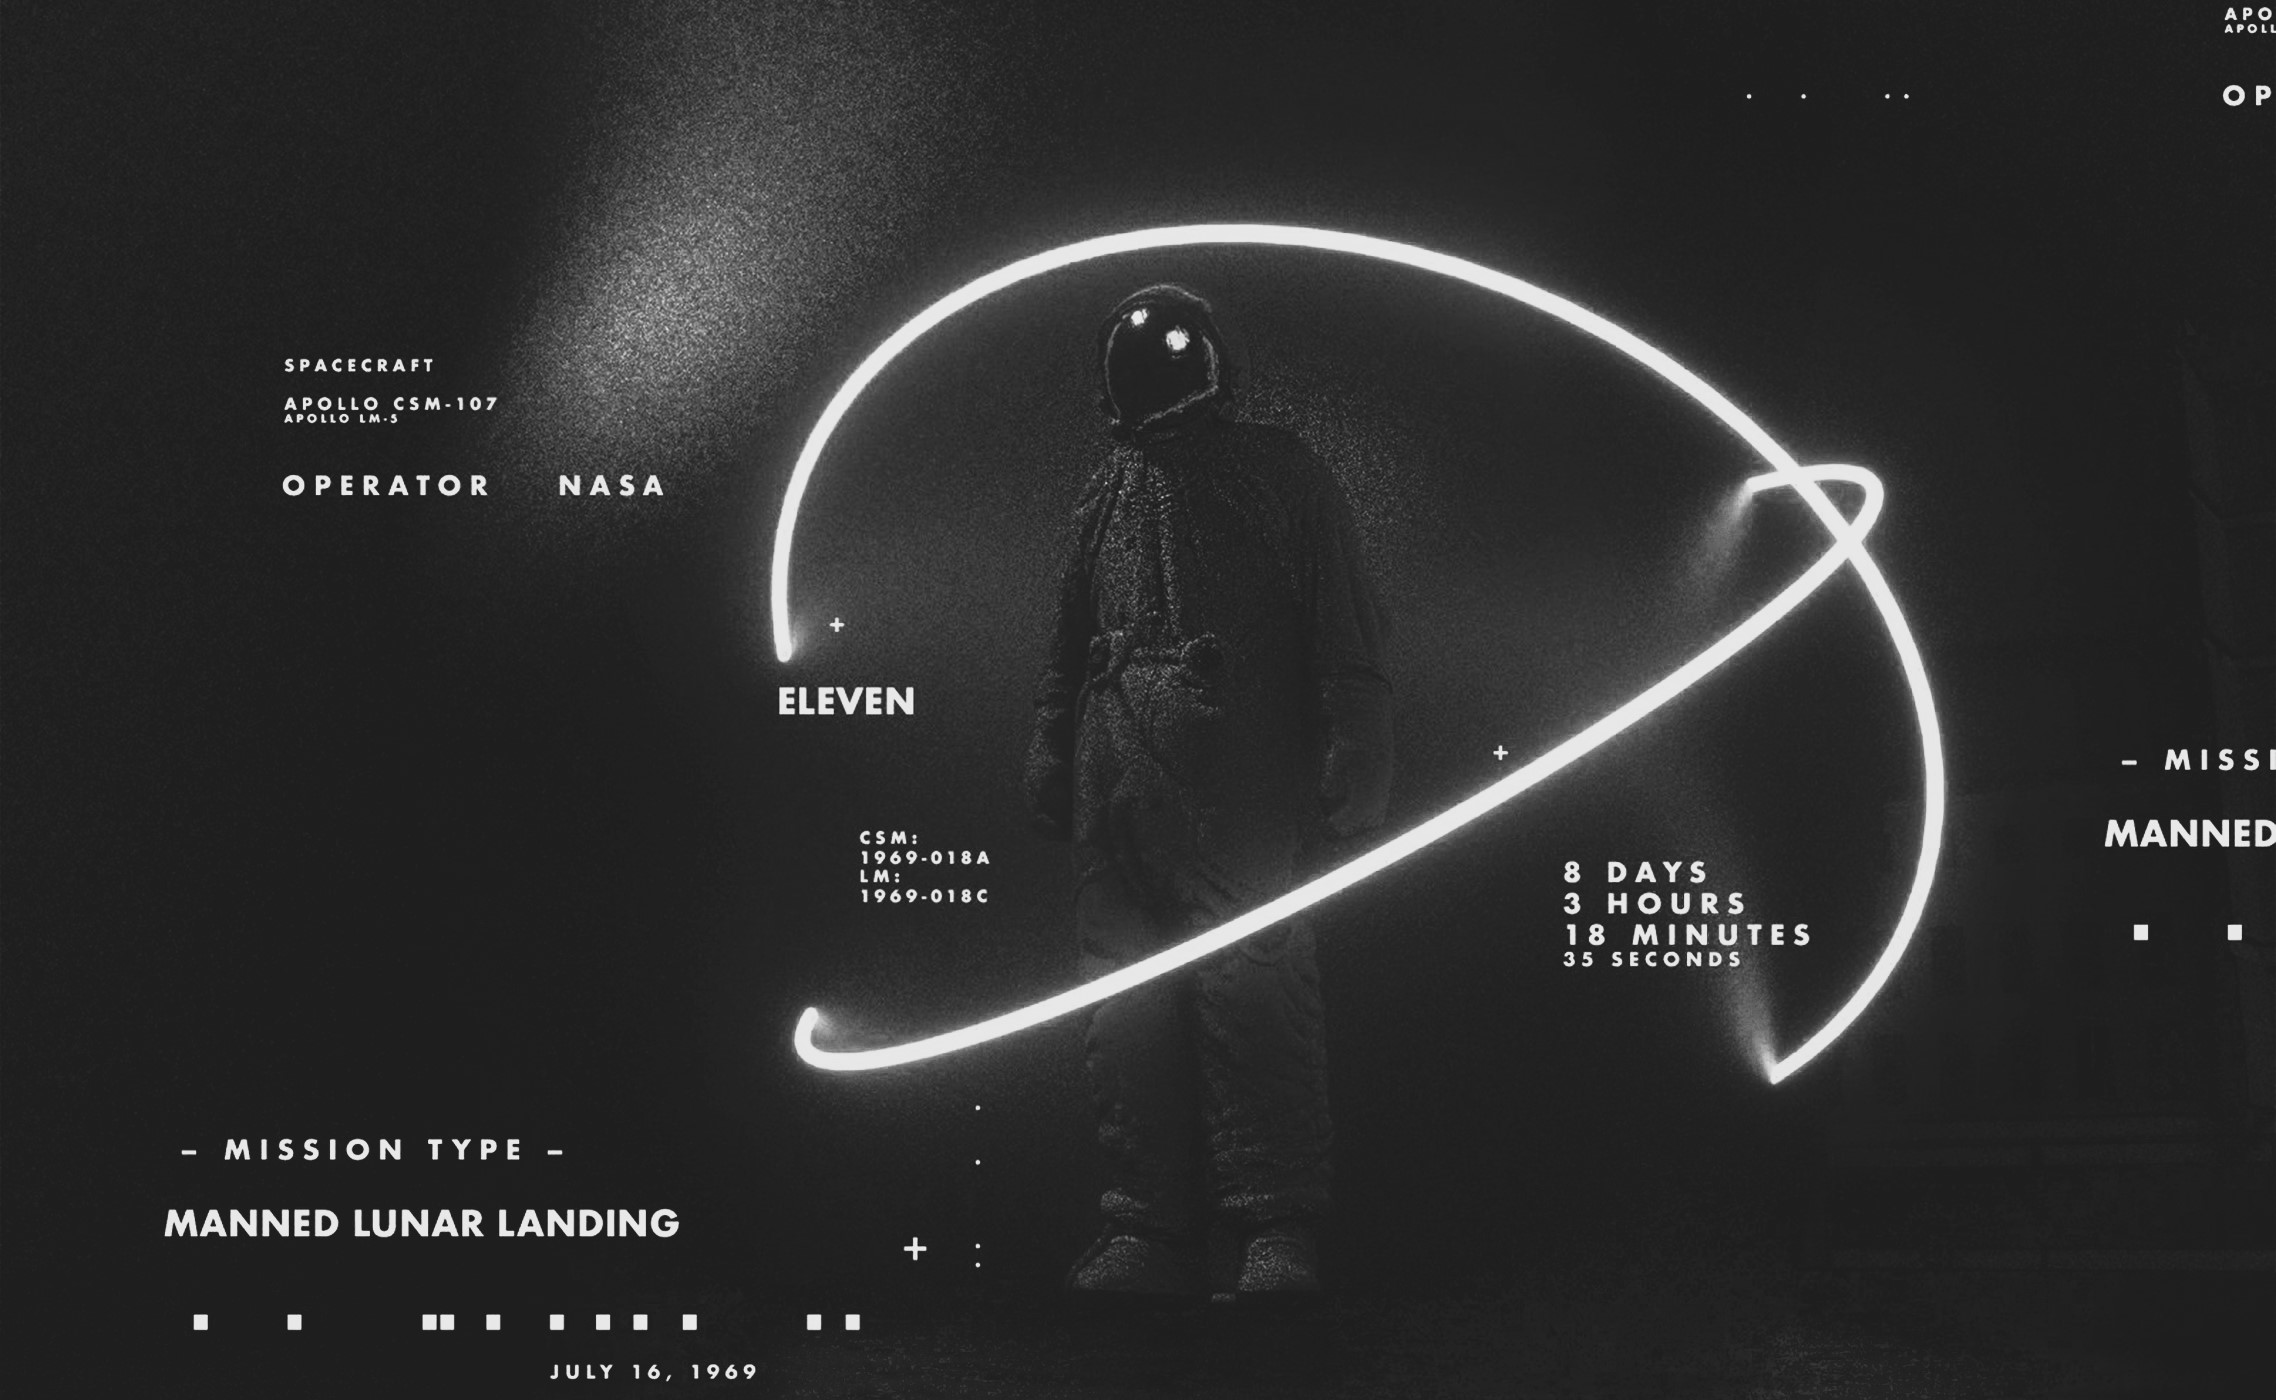 APO
APOLL
OP
SPACECRAFT
APOLLO CSM-107
APOLLO LM-5
OPERATOR NASA
ELEVEN
– MISSI
MANNED
CSM:
1969-018A
LM:
1969-018C
8 DAYS
3 HOURS
18 MINUTES
35 SECONDS
– MISSION TYPE –
MANNED LUNAR LANDING
JULY 16, 1969